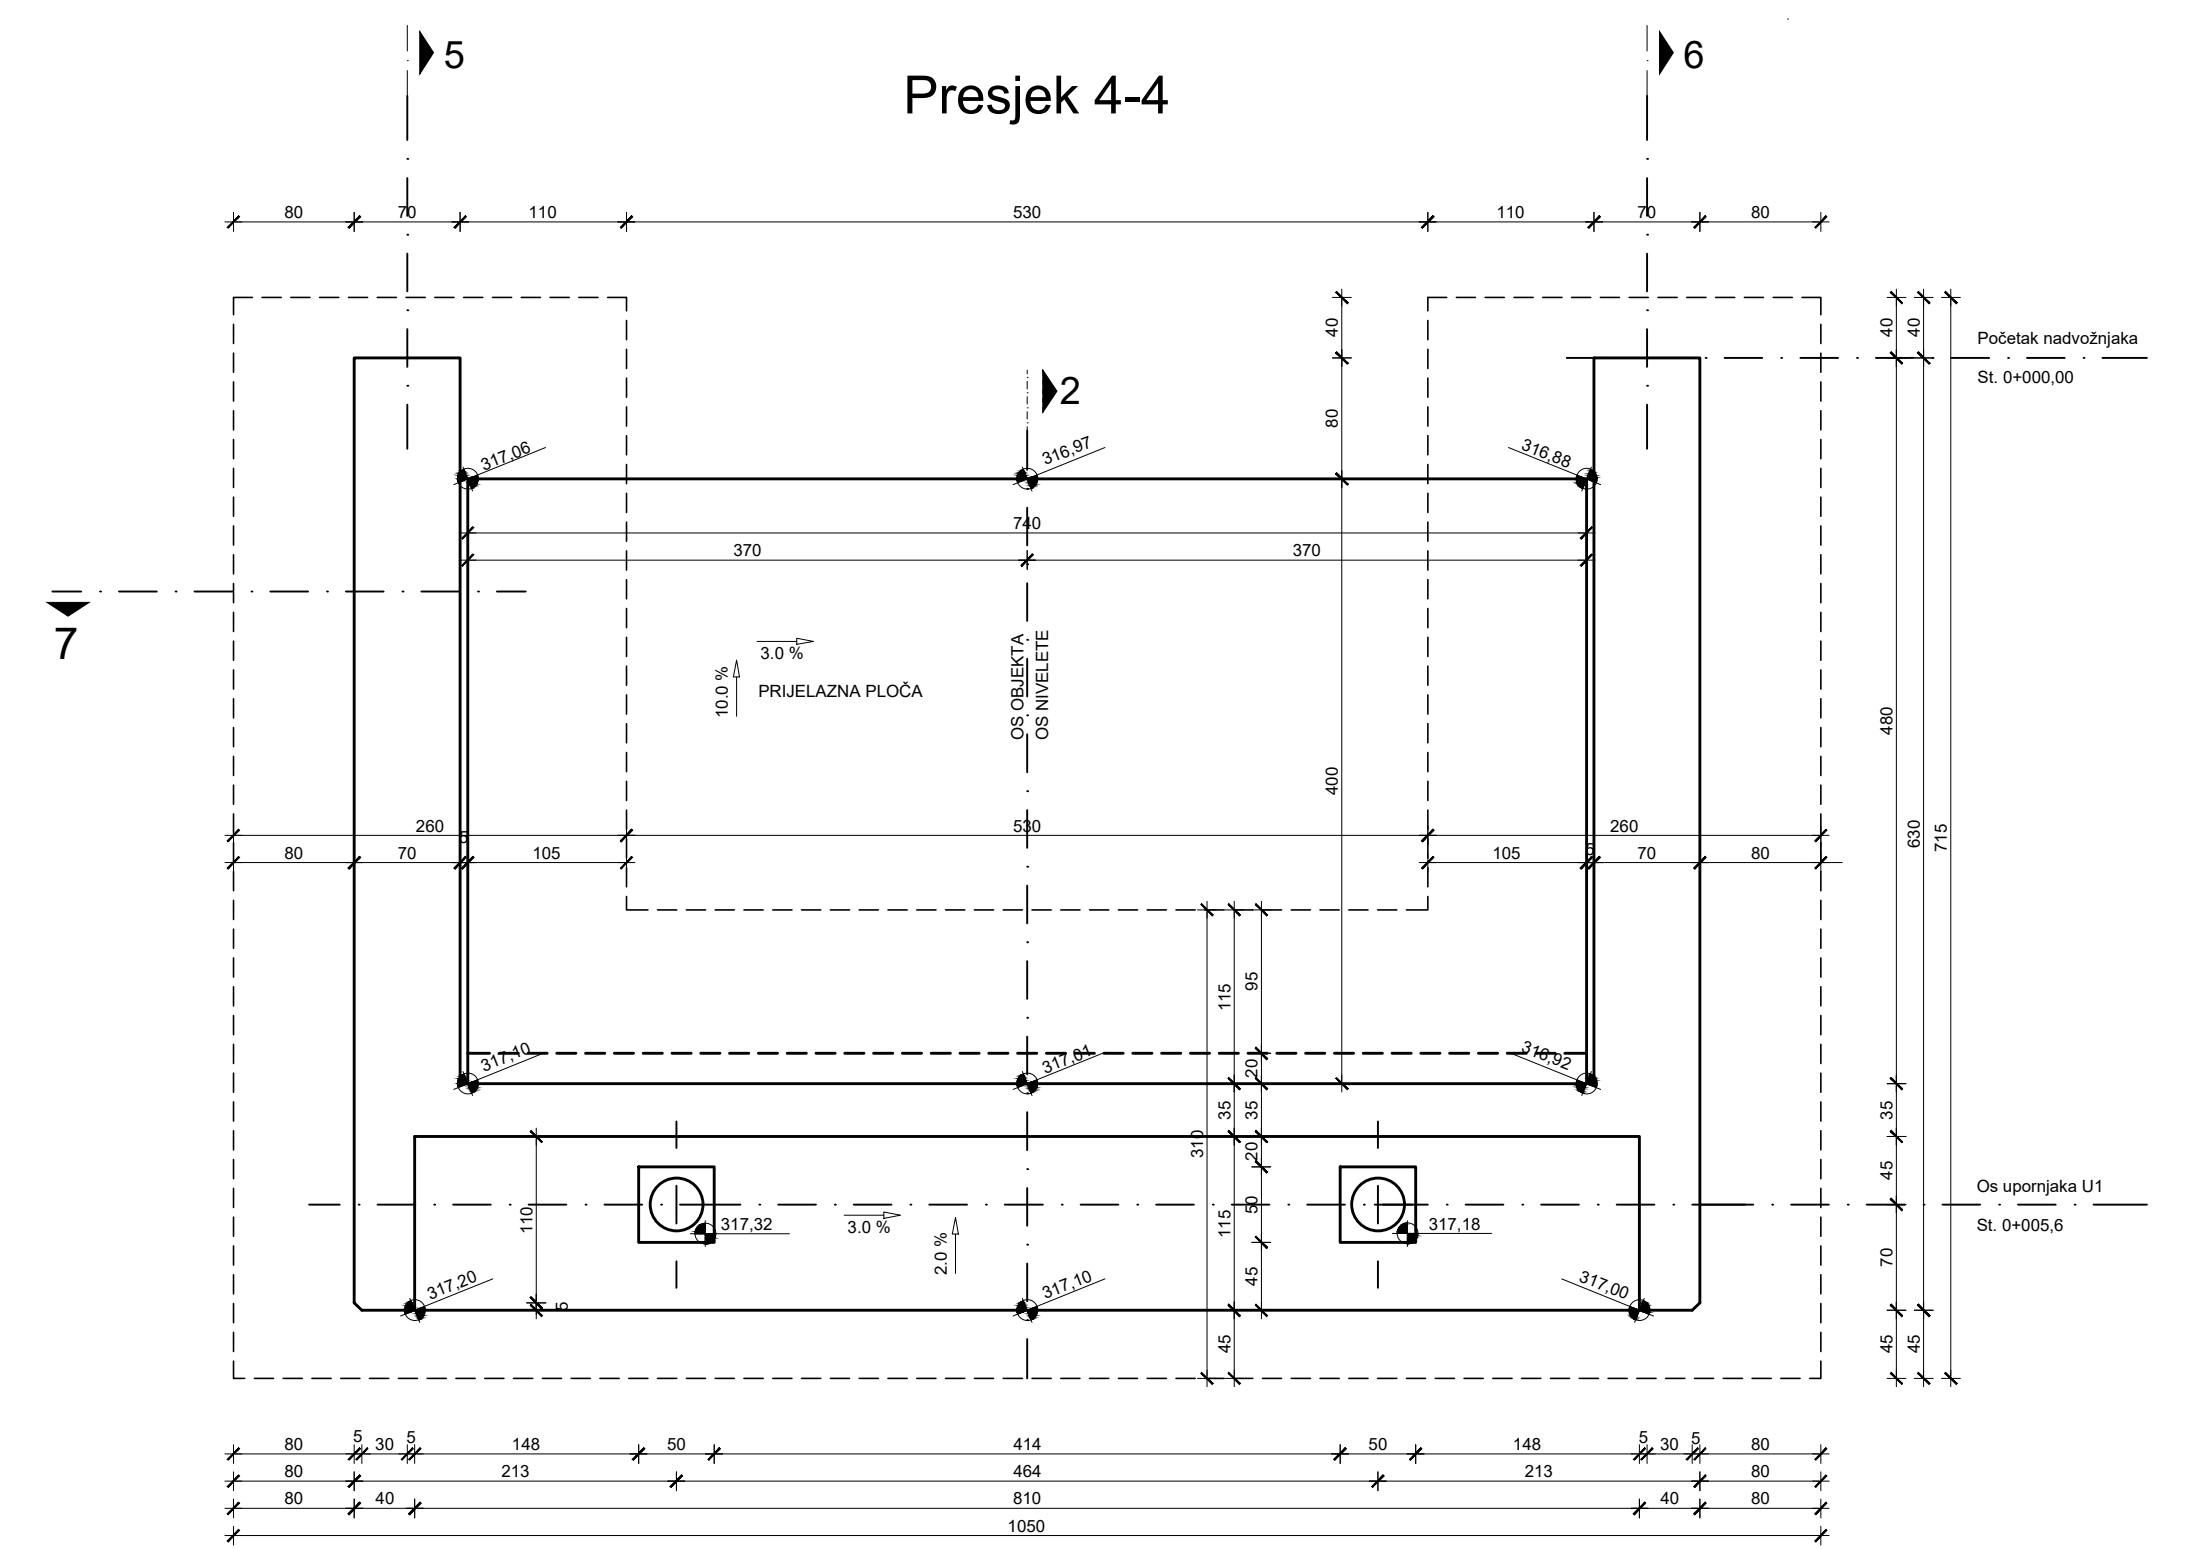 5
6
Presjek 4-4
80 70 110 530 110 70 80
40 40 40
Početak nadvožnjaka
St. 0+000,00
2
80
317,06 316,97 316,88
740
370 370
7
3.0 %
10.0 %
PRIJELAZNA PLOČA
OS OBJEKTA
OS NIVELETE
480
400
260 5 530 260
630
715
80 70 105 105 5 70 80
95
115
317,10 317,01 316,92
20
35 35 35
310
20
45
Os upornjaka U1
St. 0+005,6
110
50
115
317,32 317,18
3.0 %
2.0 %
70
45
317,20 317,10 317,00
5
45 45 45
80 5 30 5 148 50 414 50 148 5 30 5 80
80 213 464 213 80
80 40 810 40 80
1050